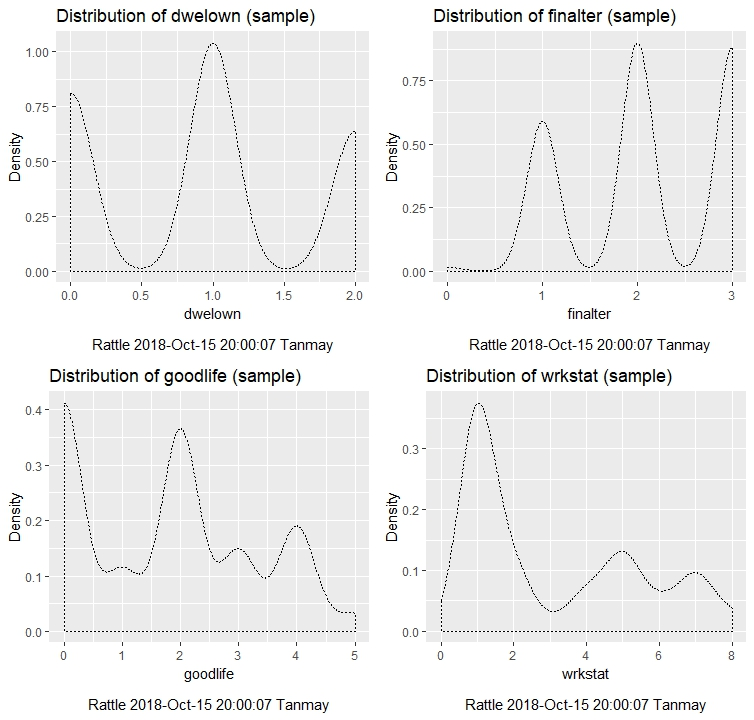 Distribution of dwelown (sample)
Density
1.00
0.75
0.50
0.25
0.00
0.0 0.5 1.0 1.5 2.0
dwelown
Rattle 2018-Oct-15 20:00:07 Tanmay
Distribution of finalter (sample)
Density
0.75
0.50
0.25
0.00
0 1 2 3
finalter
Rattle 2018-Oct-15 20:00:07 Tanmay
Distribution of goodlife (sample)
Density
0.4
0.3
0.2
0.1
0.0
0 1 2 3 4 5
goodlife
Rattle 2018-Oct-15 20:00:07 Tanmay
Distribution of wrkstat (sample)
Density
0.3
0.2
0.1
0.0
0 2 4 6 8
wrkstat
Rattle 2018-Oct-15 20:00:07 Tanmay